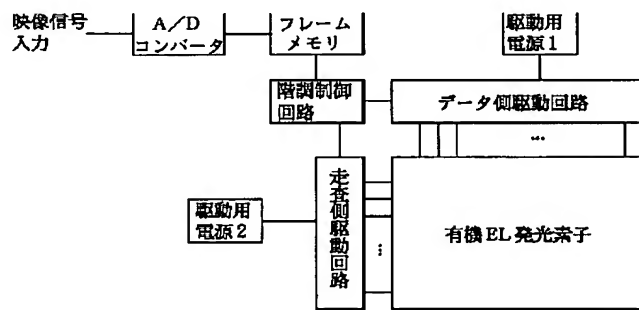 映像信号
入力
A／D
コンバータ
フレーム
メモリ
駆動用
電源1
階調制御
回路
データ側駆動回路
…
走査側駆動回路
駆動用
電源2
…
有機EL発光素子